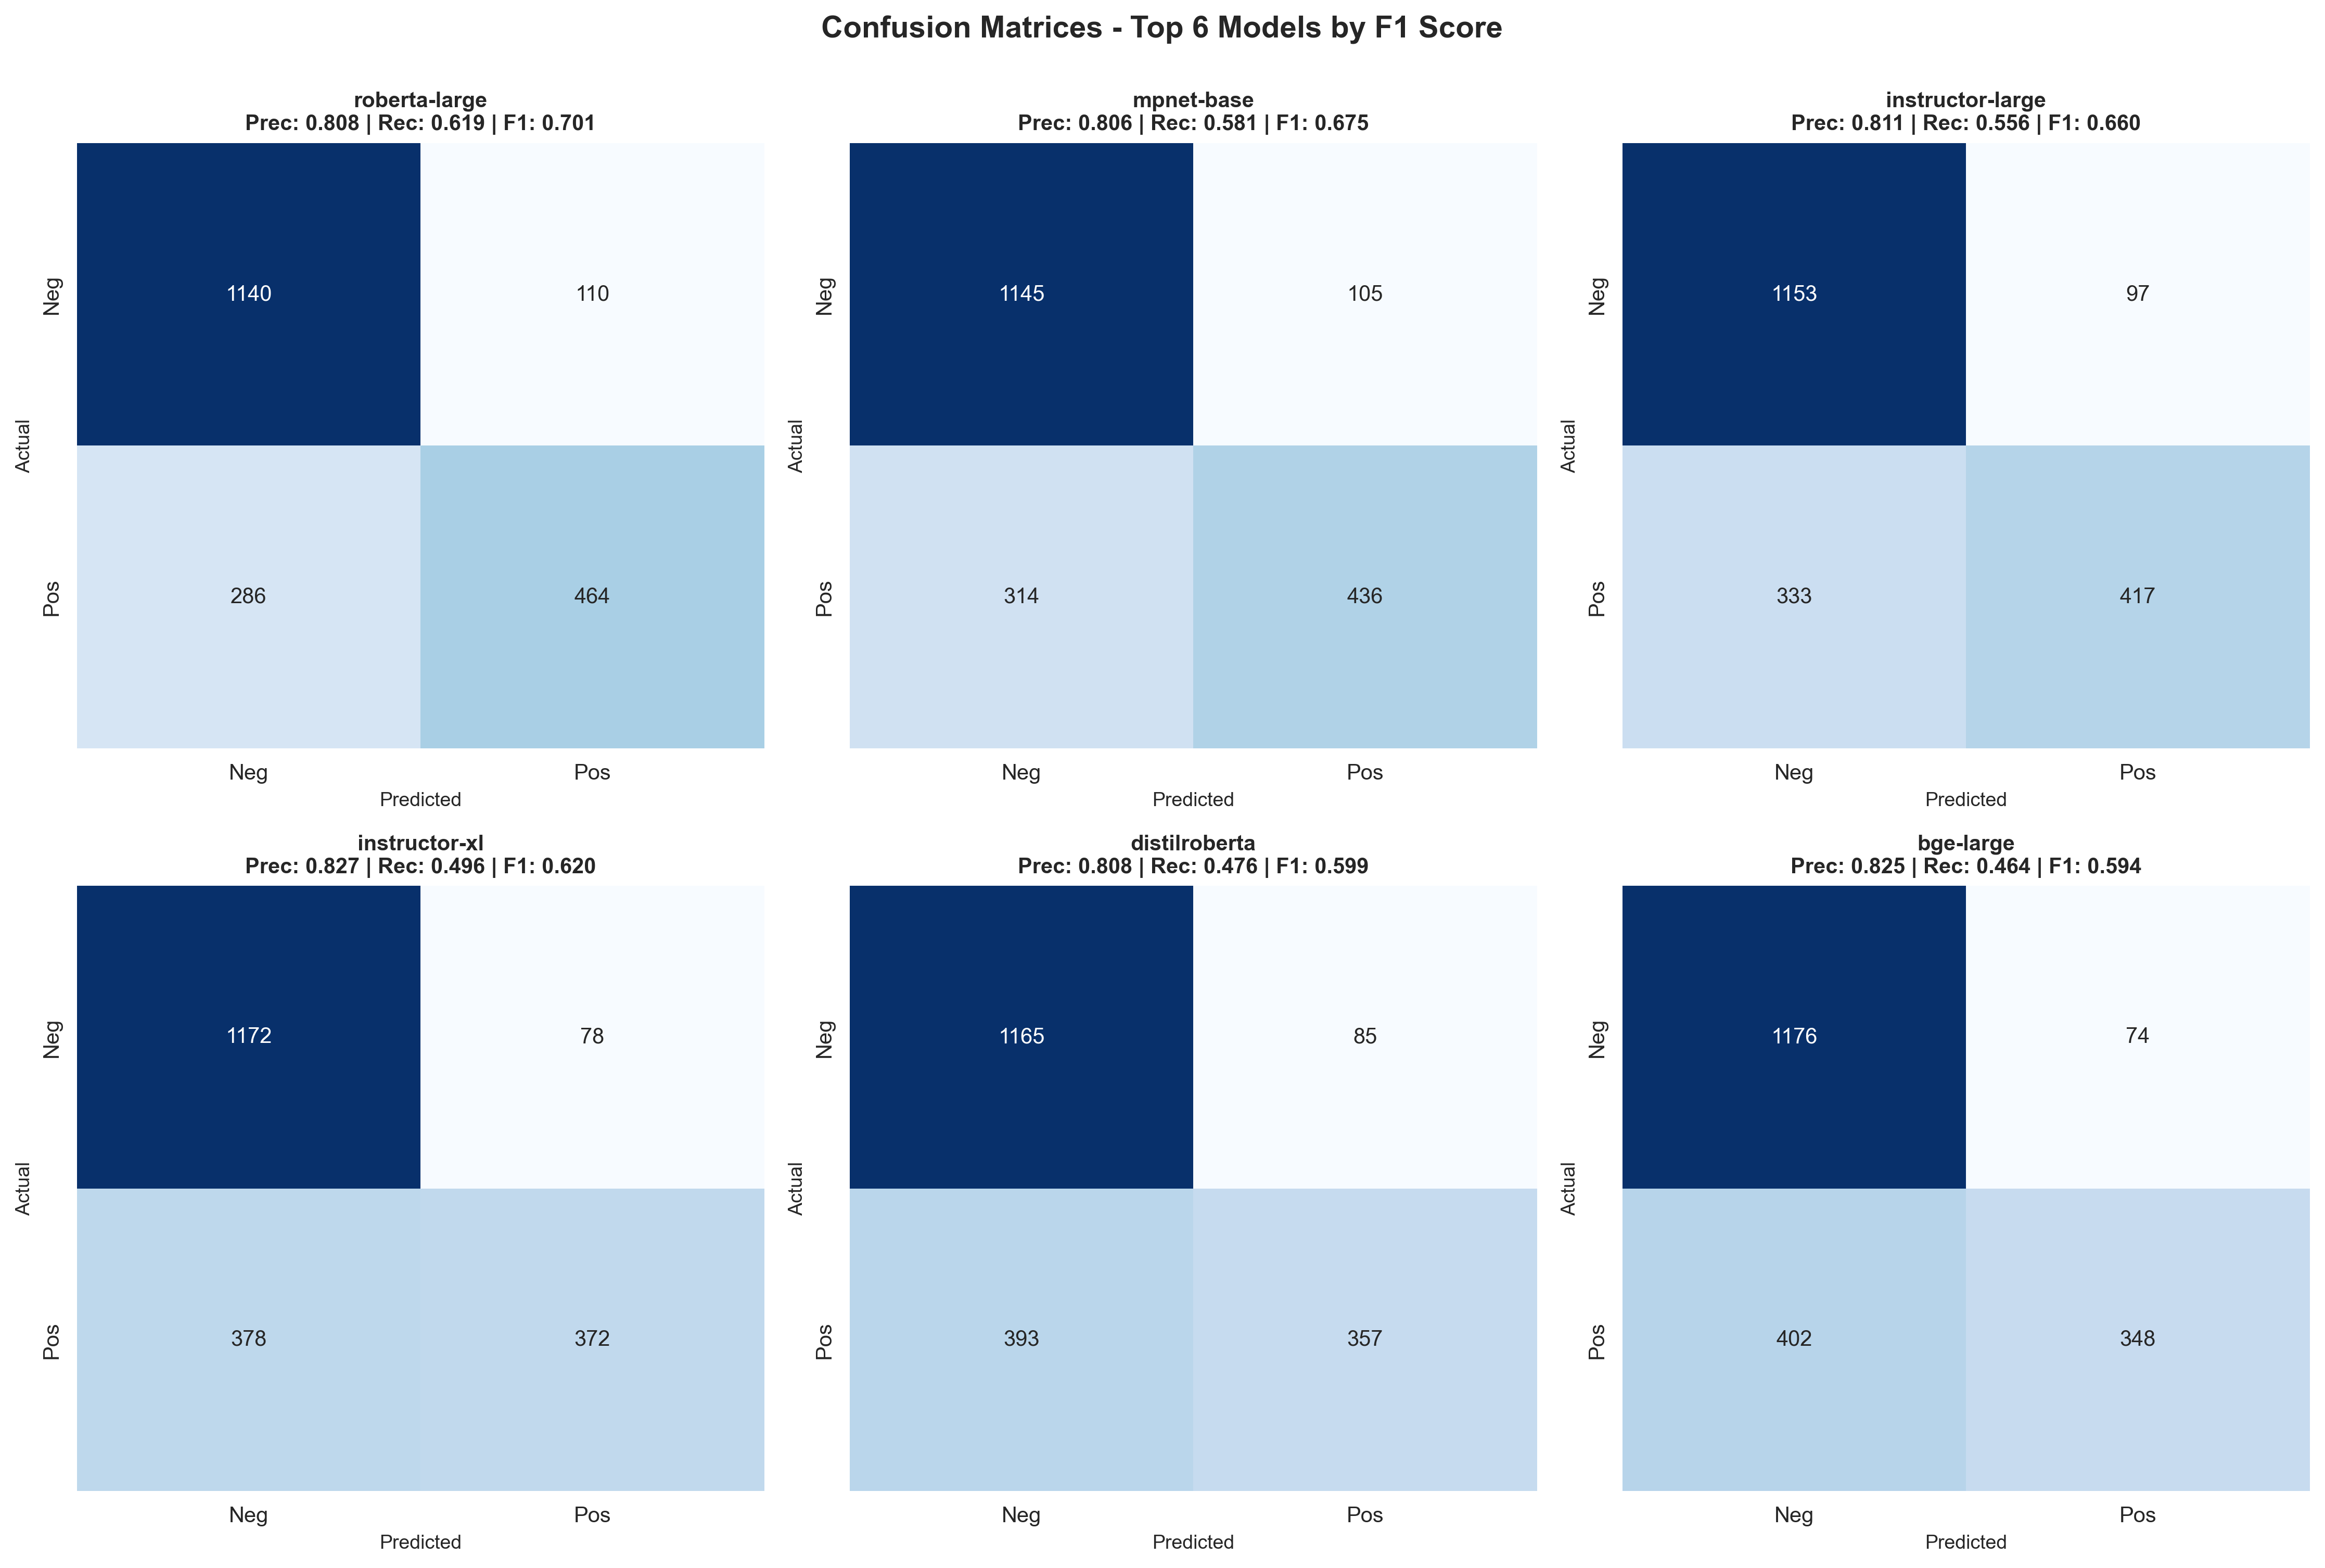 Confusion Matrices - Top 6 Models by F1 Score
roberta-large
Prec: 0.808 | Rec: 0.619 | F1: 0.701
Actual
Neg
1140
110
Pos
286
464
Neg
Pos
Predicted
mpnet-base
Prec: 0.806 | Rec: 0.581 | F1: 0.675
Actual
Neg
1145
105
Pos
314
436
Neg
Pos
Predicted
instructor-large
Prec: 0.811 | Rec: 0.556 | F1: 0.660
Actual
Neg
1153
97
Pos
333
417
Neg
Pos
Predicted
instructor-xl
Prec: 0.827 | Rec: 0.496 | F1: 0.620
Actual
Neg
1172
78
Pos
378
372
Neg
Pos
Predicted
distilroberta
Prec: 0.808 | Rec: 0.476 | F1: 0.599
Actual
Neg
1165
85
Pos
393
357
Neg
Pos
Predicted
bge-large
Prec: 0.825 | Rec: 0.464 | F1: 0.594
Actual
Neg
1176
74
Pos
402
348
Neg
Pos
Predicted